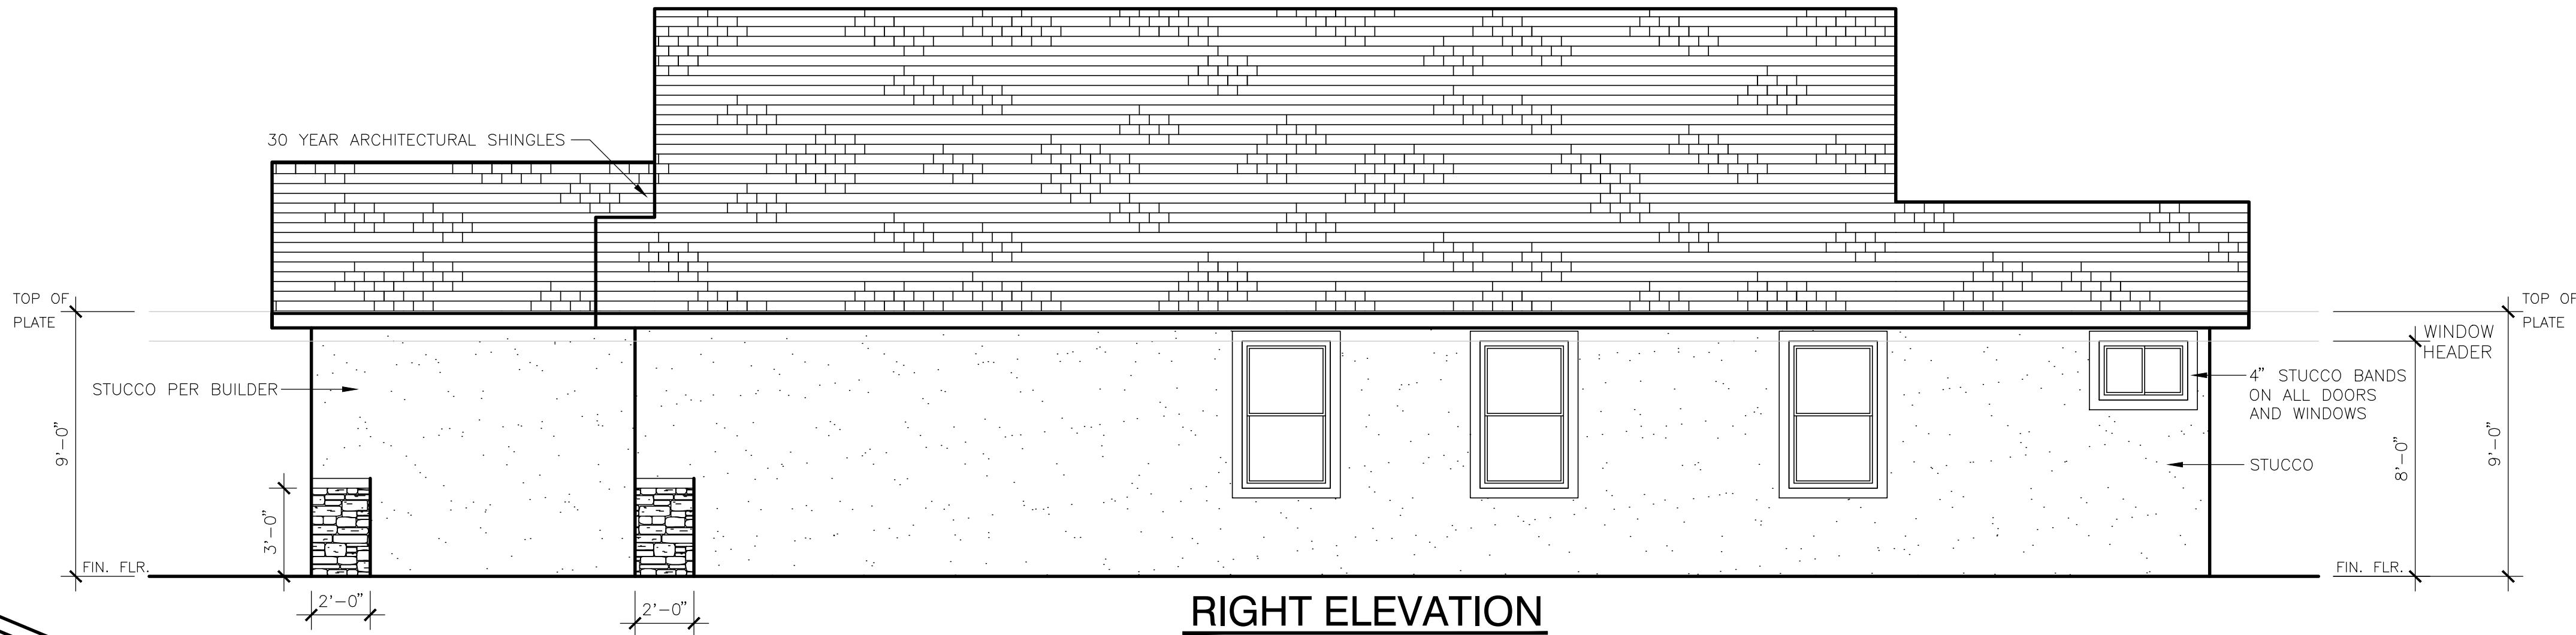 30 YEAR ARCHITECTURAL SHINGLES
TOP OF
PLATE
TOP OF
PLATE
WINDOW
HEADER
STUCCO PER BUILDER
4" STUCCO BANDS
ON ALL DOORS
AND WINDOWS
9'-0"
8'-0"
9'-0"
STUCCO
3'-0"
FIN. FLR.
FIN. FLR.
2'-0"
2'-0"
RIGHT ELEVATION